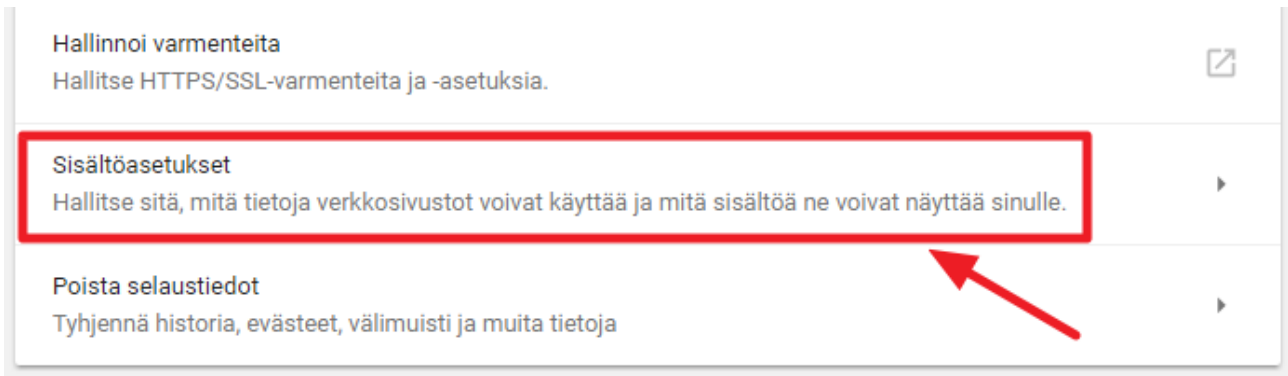 Hallinnoi varmenteita
Hallitse HTTPS/SSL-varmenteita ja -asetuksia.
Sisältöasetukset
Hallitse sitä, mitä tietoja verkkosivustot voivat käyttää ja mitä sisältöä ne voivat näyttää sinulle.
Poista selaustiedot
Tyhjennä historia, evästeet, välimuisti ja muita tietoja